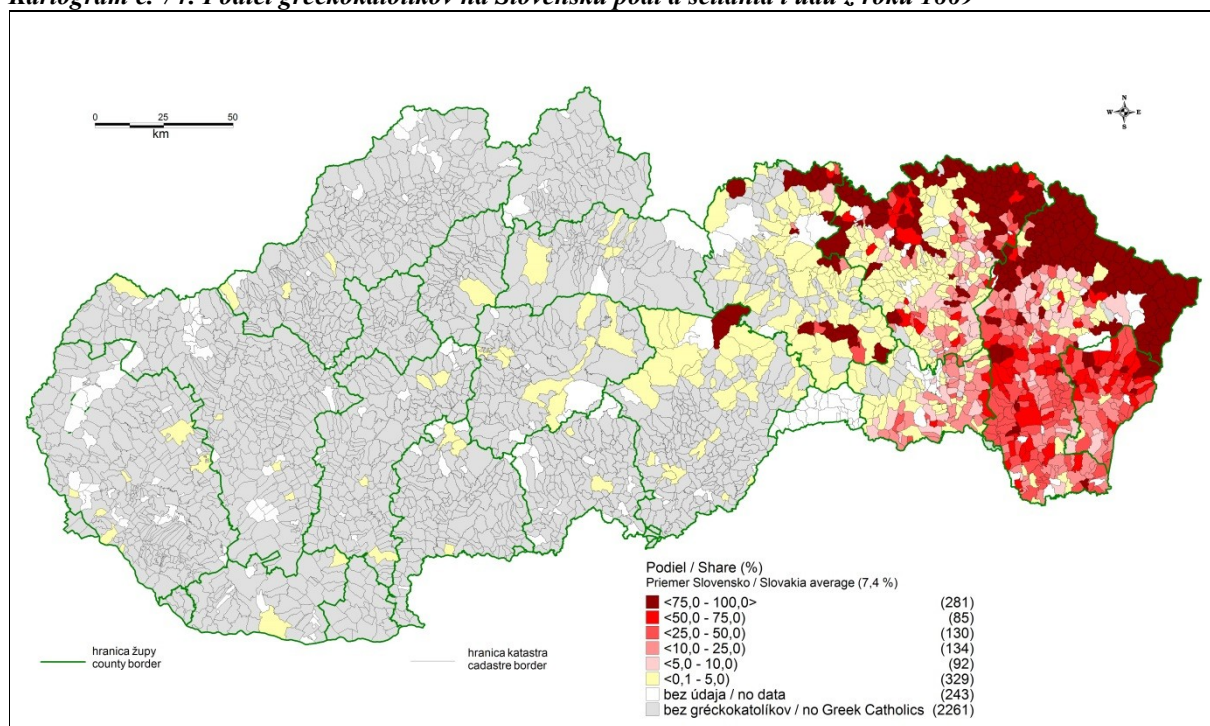 0 25 50
km
N
W E
S
Podiel / Share (%)
Priemer Slovensko / Slovakia average (7,4 %)
<75,0 - 100,0> (281)
<50,0 - 75,0) (85)
<25,0 - 50,0) (130)
<10,0 - 25,0) (134)
<5,0 - 10,0) (92)
<0,1 - 5,0) (329)
bez údaja / no data (243)
bez gréckokatolíkov / no Greek Catholics (2261)
hranica župy
county border
hranica katastra
cadastre border